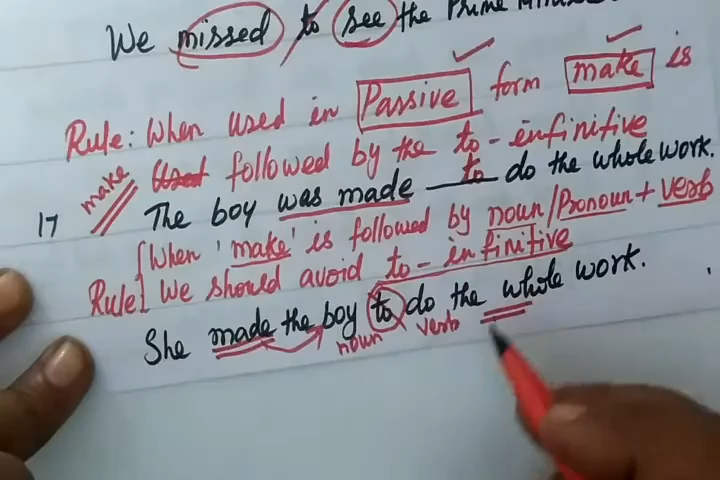 We missed to see the Prime Minis
Rule: When used in Passive form make is
Used followed by the to-infinitive
make
17 The boy was made to do the whole work.
When 'make' is followed by noun/Pronoun + verb
Rule We should avoid to-infinitive
She made the boy to do the whole work.
noun verb